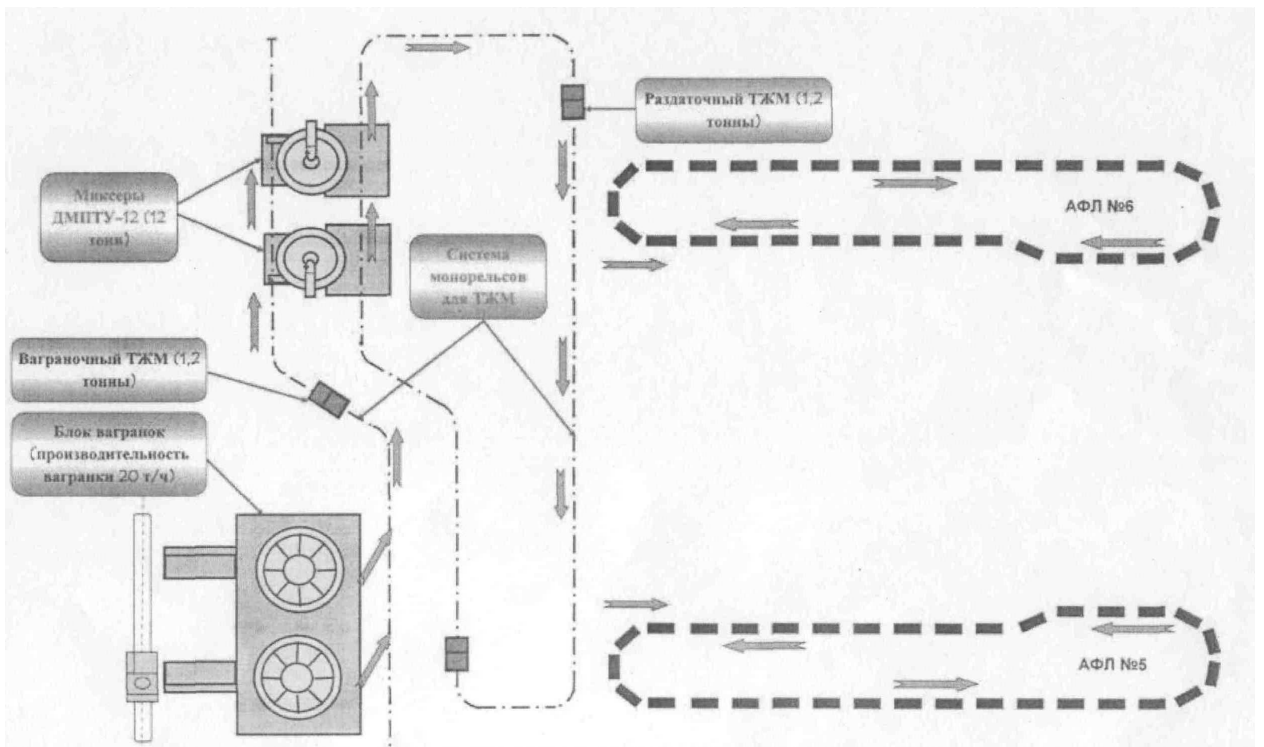 Раздаточный ТЖМ (1,2
тонны)
Миксеры
ДМПТУ-12 (12
тонн)
АФЛ №6
Система
монорельсов
для ТЖМ
Ваграночный ТЖМ (1,2
тонны)
Блок вагранок
(производительность
вагранки 20 т/ч)
АФЛ №5